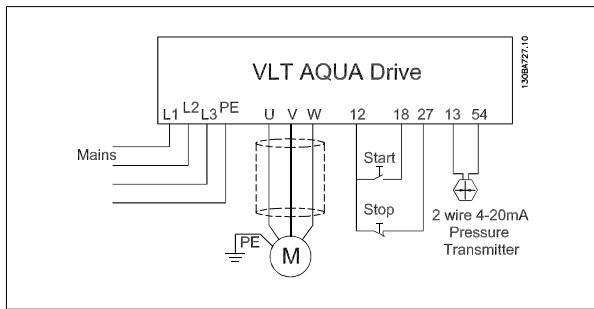 130BA727.10
VLT AQUA Drive
L1 L2 L3 PE U V W 12 18 27 13 54
Mains
Start
Stop
PE
M
2 wire 4-20mA
Pressure
Transmitter